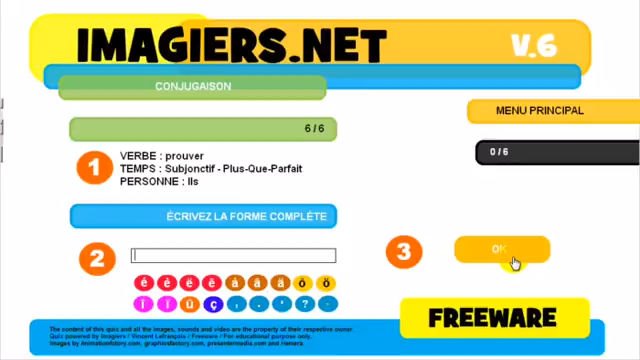 IMAGIERS.NET
V.6
CONJUGAISON
MENU PRINCIPAL
6 / 6
0 / 6
1
VERBE : prouver
TEMPS : Subjonctif - Plus-Que-Parfait
PERSONNE : Ils
ÉCRIVEZ LA FORME COMPLÈTE
2
3
OK
FREEWARE
The content of this quiz and all the images, sounds and video are the property of their respective owner.
Quiz powered by Imagiers / Vincent Lefrançois / Freeware / For educational purpose only.